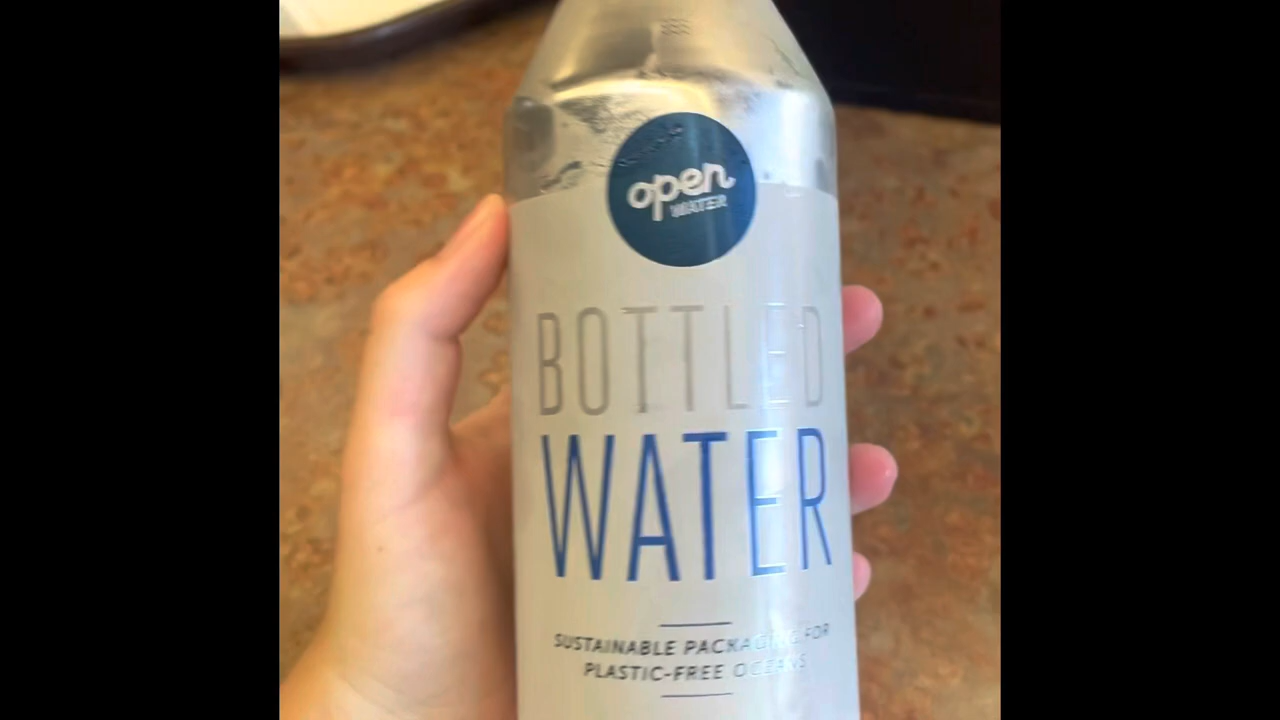 open
WATER
BOTTLED
WATER
SUSTAINABLE PACKAGING FOR
PLASTIC-FREE OCEANS